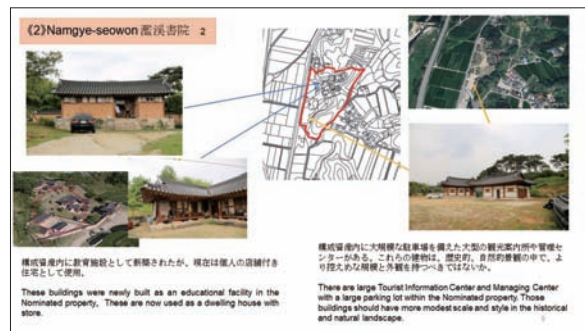 《2》Namgye-seowon 濫溪書院 2
構成資産内に教育施設として新築されたが、現在は個人の店舗付き
住宅として使用。
These buildings were newly built as an educational facility in the
Nominated property. These are now used as a dwelling house with
store.
構成資産内に大規模な駐車場を備えた大型の観光案内所や管理セ
ンターがある。これらの建物は、歴史的、自然的景観の中で、よ
り控えめな規模と外観を持つべきではないか。
There are large Tourist Information Center and Managing Center
with a large parking lot within the Nominated property. Those
buildings should have more modest scale and style in the historical
and natural landscape.